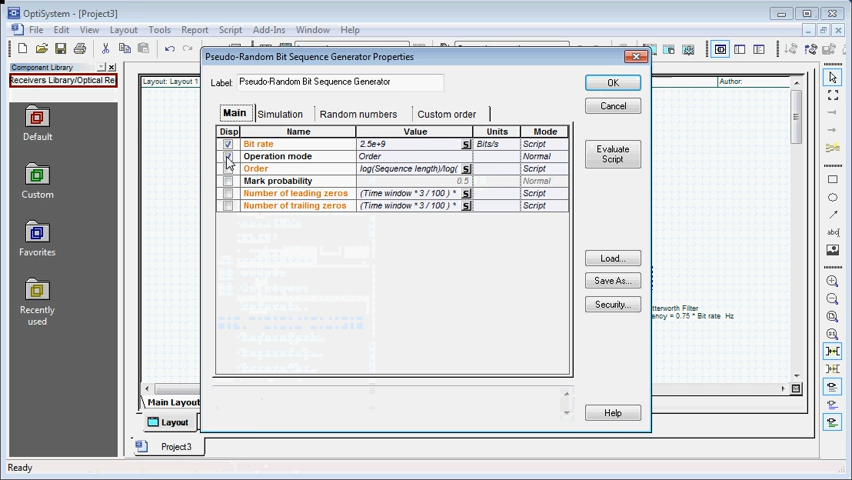 OptiSystem - [Project3]
File Edit View Layout Tools Report Script Add-Ins Window Help
Component Library
Receivers Library/Optical Re
Default
Custom
Favorites
Recently
used
Layout: Layout 1
Author:
Pseudo-Random Bit Sequence Generator Properties
Label: Pseudo-Random Bit Sequence Generator
OK
Cancel
Evaluate
Script
Load...
Save As...
Security...
Help
Main Simulation Random numbers Custom order
Disp Name Value Units Mode
Bit rate 2.5e+9 S Bits/s Script
Operation mode Order Normal
Order log(Sequence length)/log( S Script
Mark probability 0.5 Normal
Number of leading zeros (Time window * 3 / 100 ) * S Script
Number of trailing zeros (Time window * 3 / 100 ) * S Script
tterworth Filter
ency = 0.75 * Bit rate Hz
abc
Main Layout
Layout
Project3
Ready